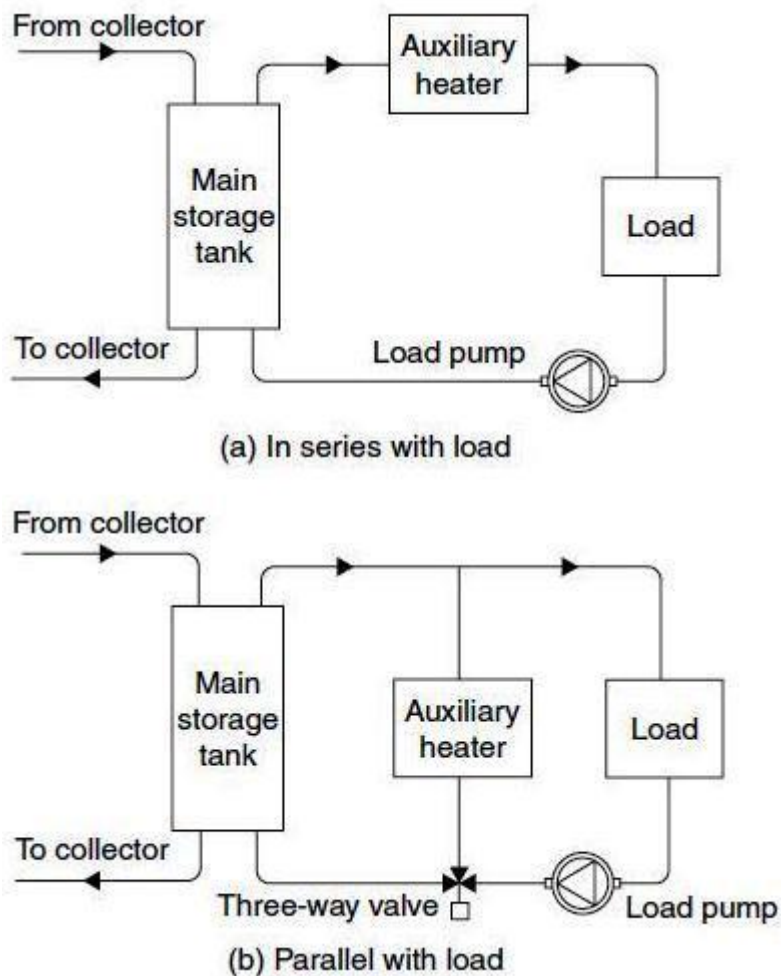 From collector
Auxiliary
heater
Main
storage
tank
Load
To collector
Load pump
(a) In series with load
From collector
Main
storage
tank
Auxiliary
heater
Load
To collector
Three-way valve
Load pump
(b) Parallel with load